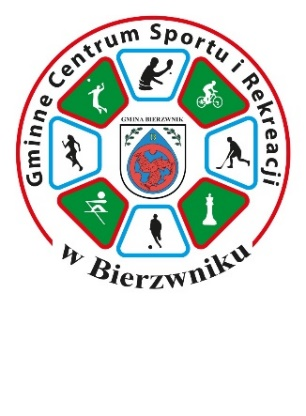 Gminne Centrum Sportu i Rekreacji
GMINA BIERZWNIK
w Bierzwniku